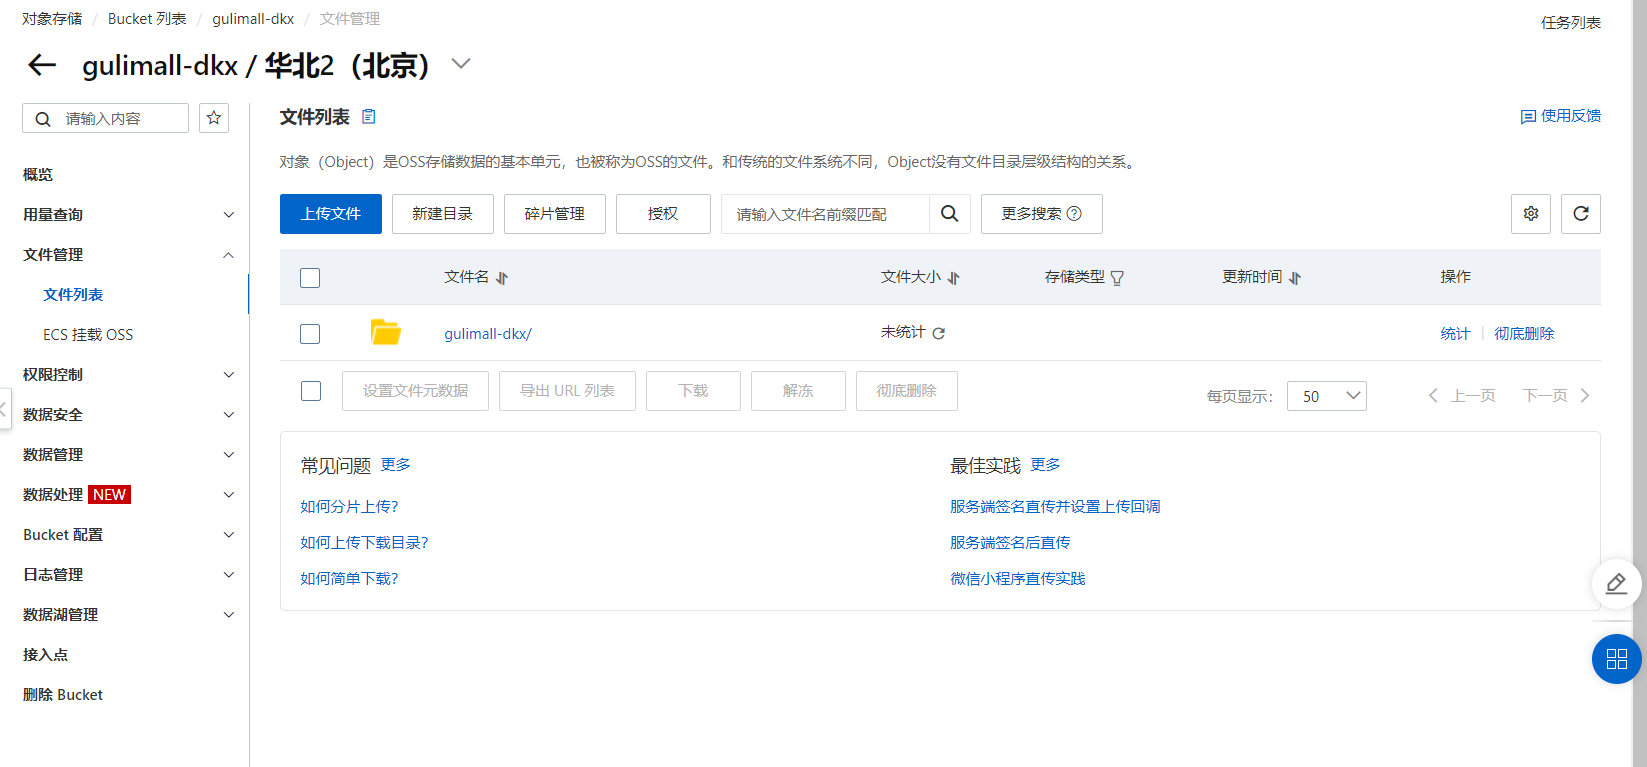 对象存储 / Bucket 列表 / gulimall-dkx / 文件管理
任务列表
gulimall-dkx / 华北2（北京）
请输入内容
概览
用量查询
文件管理
文件列表
ECS 挂载 OSS
权限控制
数据安全
数据管理
数据处理 NEW
Bucket 配置
日志管理
数据湖管理
接入点
删除 Bucket
文件列表
使用反馈
对象（Object）是OSS存储数据的基本单元，也被称为OSS的文件。和传统的文件系统不同，Object没有文件目录层级结构的关系。
上传文件 新建目录 碎片管理 授权 请输入文件名前缀匹配 更多搜索
文件名 文件大小 存储类型 更新时间 操作
gulimall-dkx/ 未统计 统计 彻底删除
设置文件元数据 导出 URL 列表 下载 解冻 彻底删除 每页显示： 50 上一页 下一页
常见问题 更多
如何分片上传?
如何上传下载目录?
如何简单下载?
最佳实践 更多
服务端签名直传并设置上传回调
服务端签名后直传
微信小程序直传实践